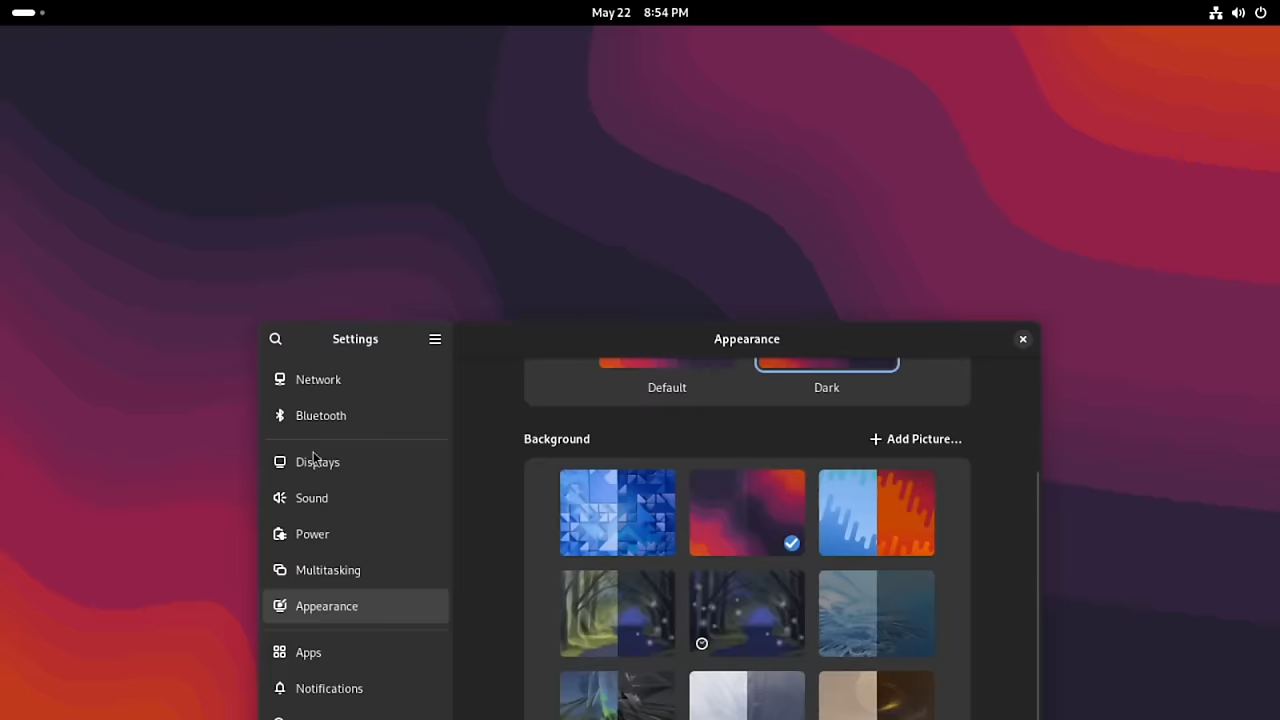 May 22 8:54 PM
Settings
Appearance
Network
Bluetooth
Displays
Sound
Power
Multitasking
Appearance
Apps
Notifications
Default
Dark
Background
Add Picture...